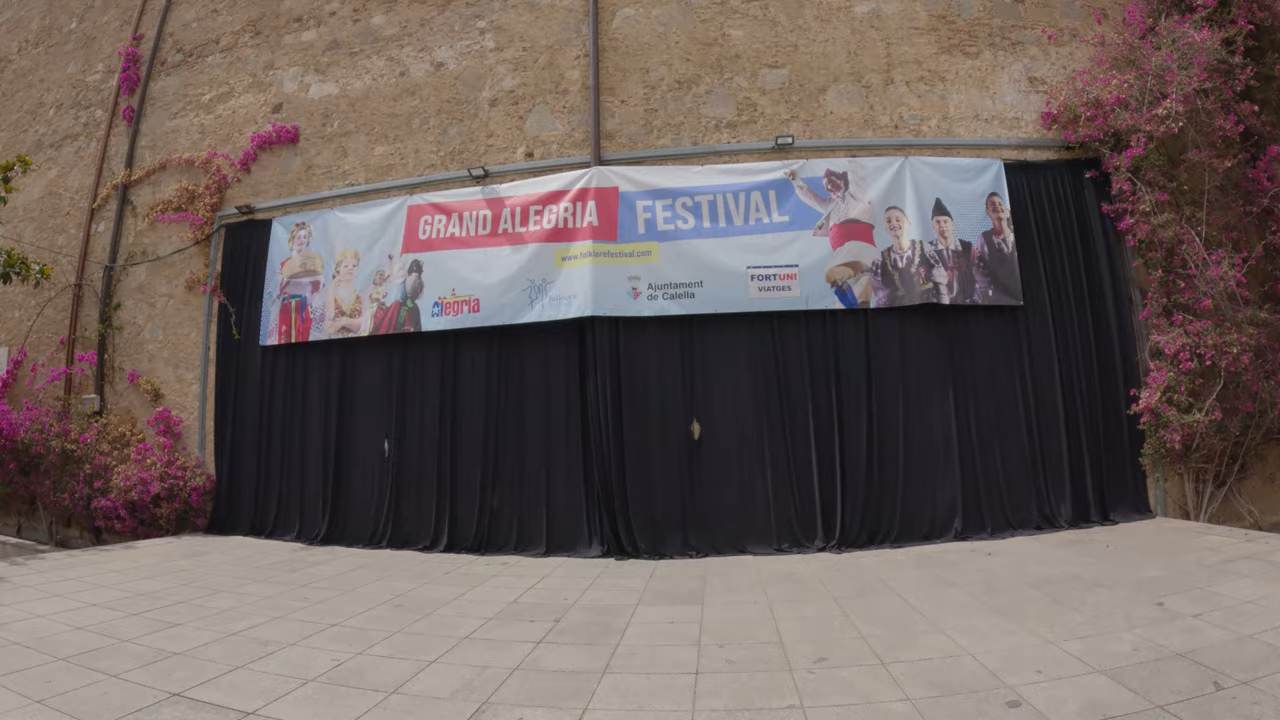 GRAND ALEGRIA FESTIVAL
www.folklorefestival.com
Alegria
Ajuntament
de Calella
FORTUNI
VIATGES